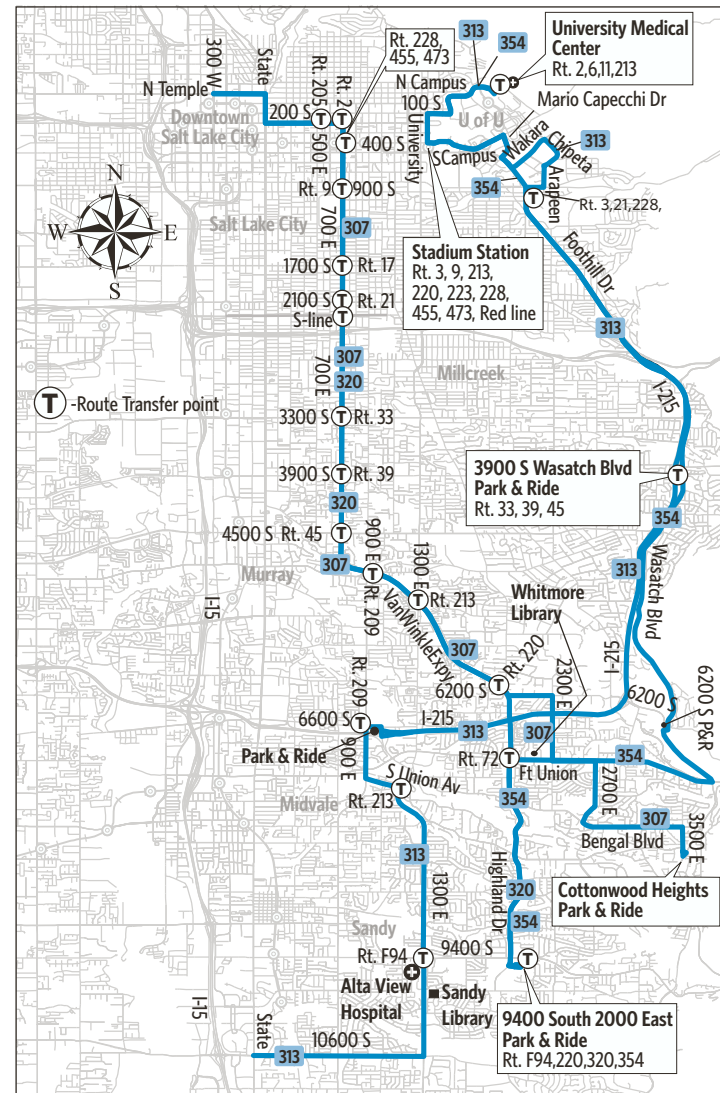 313
354
University Medical
Center
Rt. 2,6,11,213
Rt. 228,
455, 473
300 W
State
N Temple
Rt. 205
Rt. 2
N Campus
100 S
Mario Capecchi Dr
Downtown
Salt Lake City
200 S
500 E
400 S
University
U of U
S Campus
Wakara
Chipeta
313
354
Arapeen
Rt. 3,21,228,
N
W
E
S
Rt. 9
900 S
Salt Lake City
700 E
307
Stadium Station
Rt. 3, 9, 213,
220, 223, 228,
455, 473, Red line
Foothill Dr
313
1700 S
Rt. 17
2100 S
Rt. 21
S-line
307
700 E
320
Millcreek
I-215
T -Route Transfer point
3300 S
Rt. 33
3900 S
Rt. 39
3900 S Wasatch Blvd
Park & Ride
Rt. 33, 39, 45
320
354
4500 S
Rt. 45
900 E
307
Murray
Rt. 209
1300 E
Rt. 213
VanWinkleExpy
307
Whitmore
Library
313
Wasatch Blvd
I-15
I-215
Rt. 220
6200 S
2300 E
6200 S
6200 S P&R
Rt. 209
6600 S
I-215
313
307
Park & Ride
900 E
Rt. 72
Ft Union
354
S Union Av
Midvale
Rt. 213
354
2700 E
307
Bengal Blvd
3500 E
313
1300 E
Highland Dr
320
354
Cottonwood Heights
Park & Ride
Sandy
Rt. F94
9400 S
Alta View
Hospital
Sandy
Library
I-15
State
10600 S
313
9400 South 2000 East
Park & Ride
Rt. F94,220,320,354